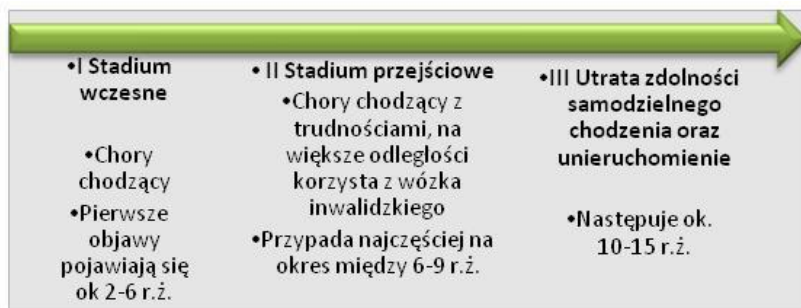 •I Stadium
wczesne
•Chory
chodzący
•Pierwsze
objawy
pojawiają się
ok 2-6 r.ż.
• II Stadium przejściowe
•Chory chodzący z
trudnościami, na
większe odległości
korzysta z wózka
inwalidzkiego
•Przypada najczęściej na
okres między 6-9 r.ż.
•III Utrata zdolności
samodzielnego
chodzenia oraz
unieruchomienie
•Następuje ok.
10-15 r.ż.